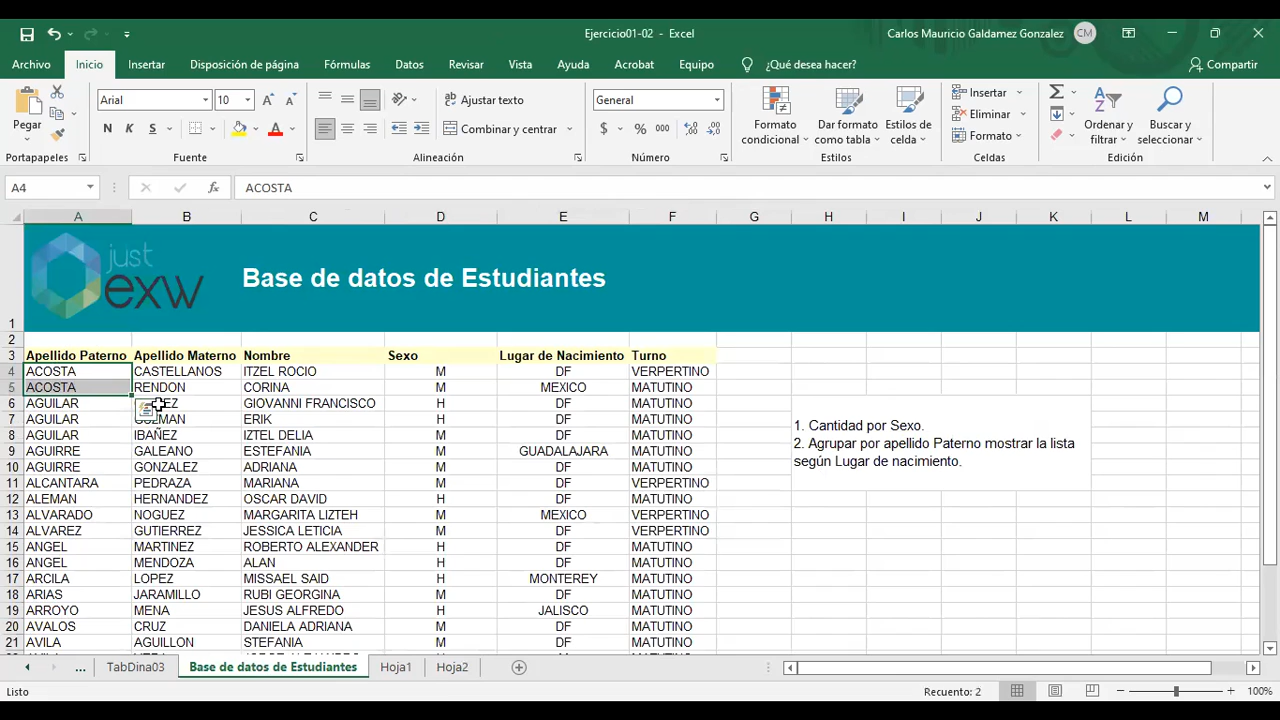 Ejercicio01-02 - Excel
Carlos Mauricio Galdamez Gonzalez CM
Archivo Inicio Insertar Disposición de página Fórmulas Datos Revisar Vista Ayuda Acrobat Equipo ¿Qué desea hacer? Compartir
Arial 10 Ajustar texto General Insertar
Pegar N K S Combinar y centrar $ % 000 Formato condicional Dar formato como tabla Estilos de celda Eliminar Formato Ordenar y filtrar Buscar y seleccionar
Portapapeles Fuente Alineación Número Estilos Celdas Edición
A4 fx ACOSTA
A B C D E F G H I J K L M
just exw
Base de datos de Estudiantes
1
2
3 Apellido Paterno Apellido Materno Nombre Sexo Lugar de Nacimiento Turno
4 ACOSTA CASTELLANOS ITZEL ROCIO M DF VERPERTINO
5 ACOSTA RENDON CORINA M MEXICO MATUTINO
6 AGUILAR EZ GIOVANNI FRANCISCO H DF MATUTINO
7 AGUILAR GUZMAN ERIK H DF MATUTINO
8 AGUILAR IBAÑEZ IZTEL DELIA M DF MATUTINO
9 AGUIRRE GALEANO ESTEFANIA M GUADALAJARA MATUTINO
10 AGUIRRE GONZALEZ ADRIANA M DF MATUTINO
11 ALCANTARA PEDRAZA MARIANA M DF VERPERTINO
12 ALEMAN HERNANDEZ OSCAR DAVID H DF MATUTINO
13 ALVARADO NOGUEZ MARGARITA LIZTEH M MEXICO VERPERTINO
14 ALVAREZ GUTIERREZ JESSICA LETICIA M DF VERPERTINO
15 ANGEL MARTINEZ ROBERTO ALEXANDER H DF MATUTINO
16 ANGEL MENDOZA ALAN H DF MATUTINO
17 ARCILA LOPEZ MISSAEL SAID H MONTEREY MATUTINO
18 ARIAS JARAMILLO RUBI GEORGINA M DF MATUTINO
19 ARROYO MENA JESUS ALFREDO H JALISCO MATUTINO
20 AVALOS CRUZ DANIELA ADRIANA M DF MATUTINO
21 AVILA AGUILLON STEFANIA M DF MATUTINO
1. Cantidad por Sexo.
2. Agrupar por apellido Paterno mostrar la lista
según Lugar de nacimiento.
... TabDina03 Base de datos de Estudiantes Hoja1 Hoja2
Listo Recuento: 2 100%